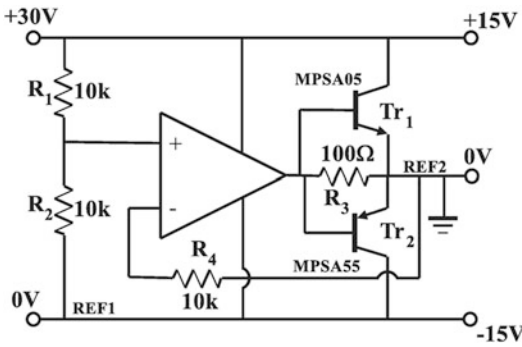 +30V
+15V
MPSA05
R1
10k
Tr1
+
100Ω
REF2
0V
R3
R2
10k
-
Tr2
R4
MPSA55
10k
0V
REF1
-15V